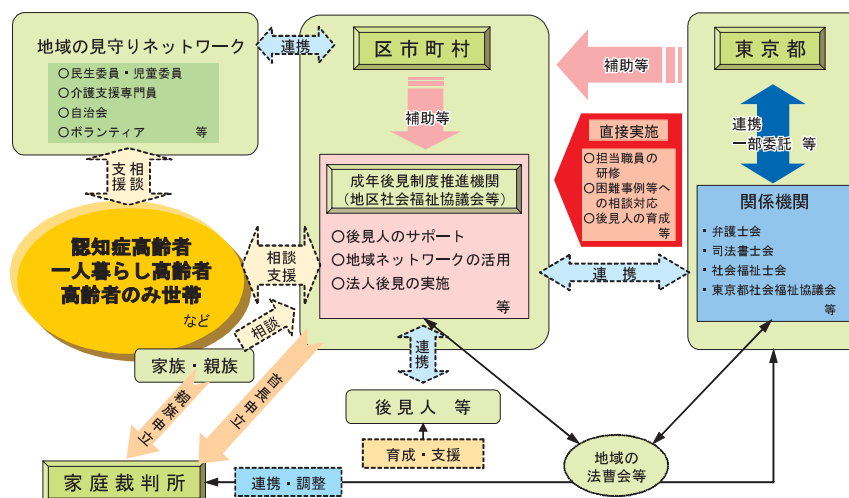 地域の見守りネットワーク
○民生委員・児童委員
○介護支援専門員
○自治会
○ボランティア 等
連携
区市町村
補助等
東京都
補助等
直接実施
○担当職員の
研修
○困難事例等へ
の相談対応
○後見人の育成
等
連携
一部委託 等
相談
支援
成年後見制度推進機関
(地区社会福祉協議会等)
○後見人のサポート
○地域ネットワークの活用
○法人後見の実施
等
関係機関
・弁護士会
・司法書士会
・社会福祉士会
・東京都社会福祉協議会
等
認知症高齢者
一人暮らし高齢者
高齢者のみ世帯
など
相談
支援
連携
相談
家族・親族
連携
親族申立
首長申立
後見人 等
育成・支援
地域の
法曹会等
家庭裁判所
連携・調整